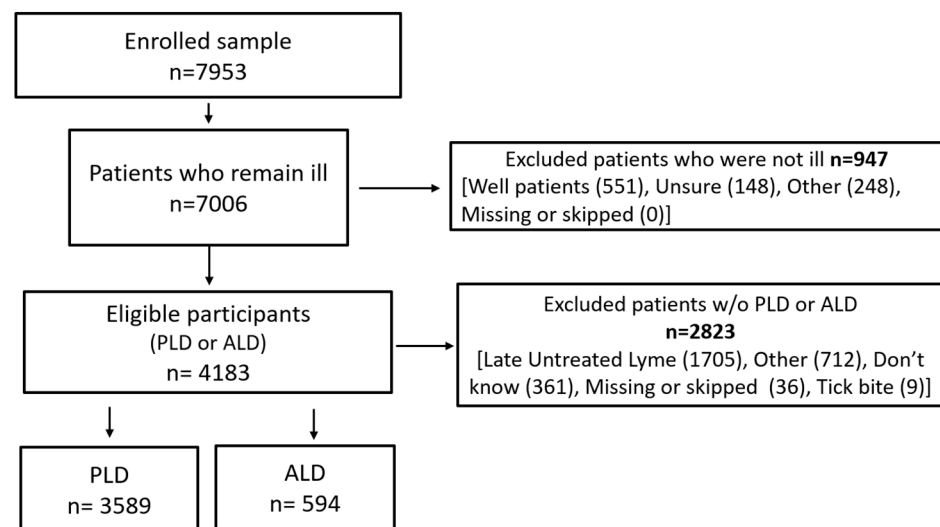 Enrolled sample
n=7953
Patients who remain ill
n=7006
Excluded patients who were not ill n=947
[Well patients (551), Unsure (148), Other (248),
Missing or skipped (0)]
Eligible participants
(PLD or ALD)
n= 4183
Excluded patients w/o PLD or ALD
n=2823
[Late Untreated Lyme (1705), Other (712), Don’t
know (361), Missing or skipped (36), Tick bite (9)]
PLD
n= 3589
ALD
n= 594